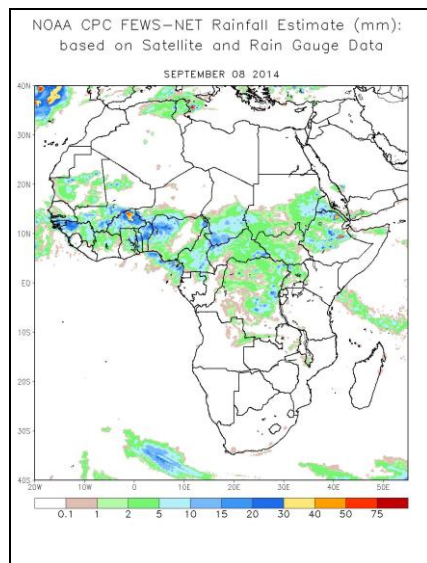 NOAA CPC FEWS-NET Rainfall Estimate (mm):
based on Satellite and Rain Gauge Data
SEPTEMBER 08 2014
40N
30N
20N
10N
EQ
10S
20S
30S
40S
20W 10W 0 10E 20E 30E 40E 50E
0.1 1 2 5 10 15 20 30 40 50 75